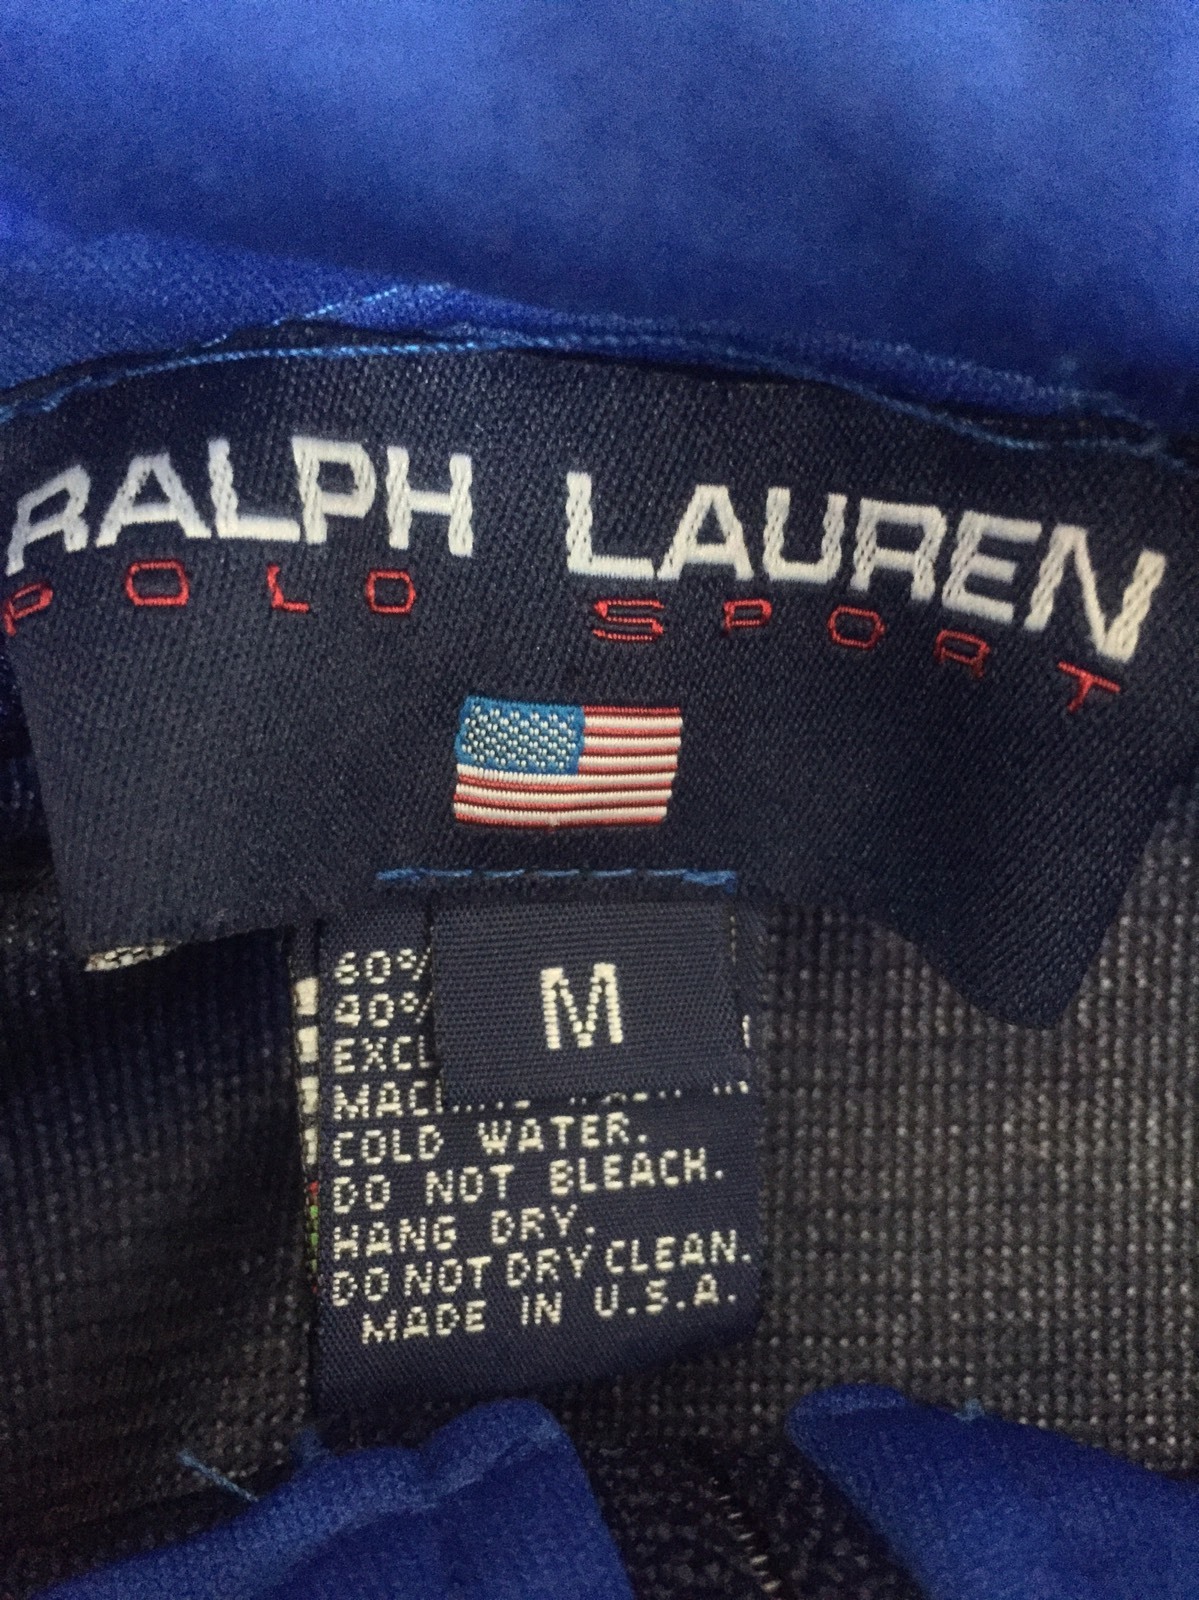 RALPH LAUREN
POLO SPORT
M
60%
40%
COLD WATER.
DO NOT BLEACH.
HANG DRY.
DO NOT DRY CLEAN.
MADE IN U.S.A.